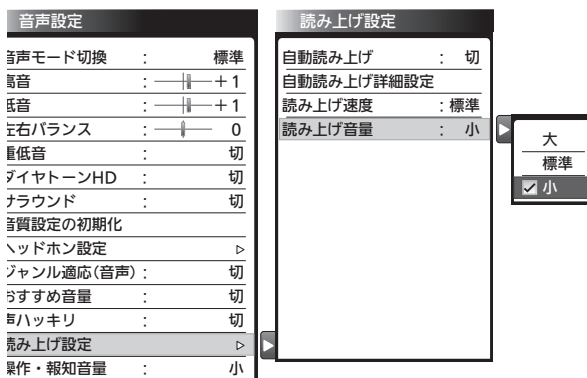 音声設定
音声モード切換 : 標準
高音 : +1
低音 : +1
左右バランス : 0
重低音 : 切
ダイヤトーンHD : 切
サラウンド : 切
音質設定の初期化
ヘッドホン設定 ▷
ジャンル適応(音声) : 切
おすすめ音量 : 切
声ハッキリ : 切
読み上げ設定 ▷
操作・報知音量 : 小
読み上げ設定
自動読み上げ : 切
自動読み上げ詳細設定
読み上げ速度 : 標準
読み上げ音量 : 小
大
標準
小